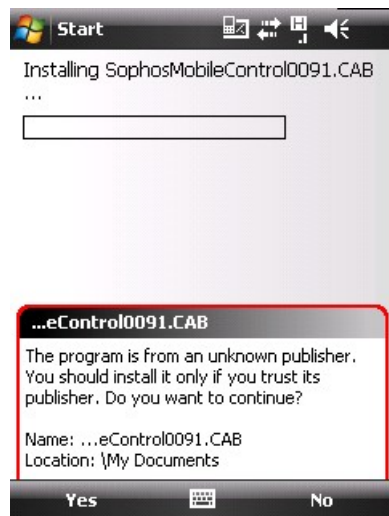 Start
Installing SophosMobileControl0091.CAB
...
...eControl0091.CAB
The program is from an unknown publisher.
You should install it only if you trust its
publisher. Do you want to continue?
Name: ...eControl0091.CAB
Location: \My Documents
Yes
No